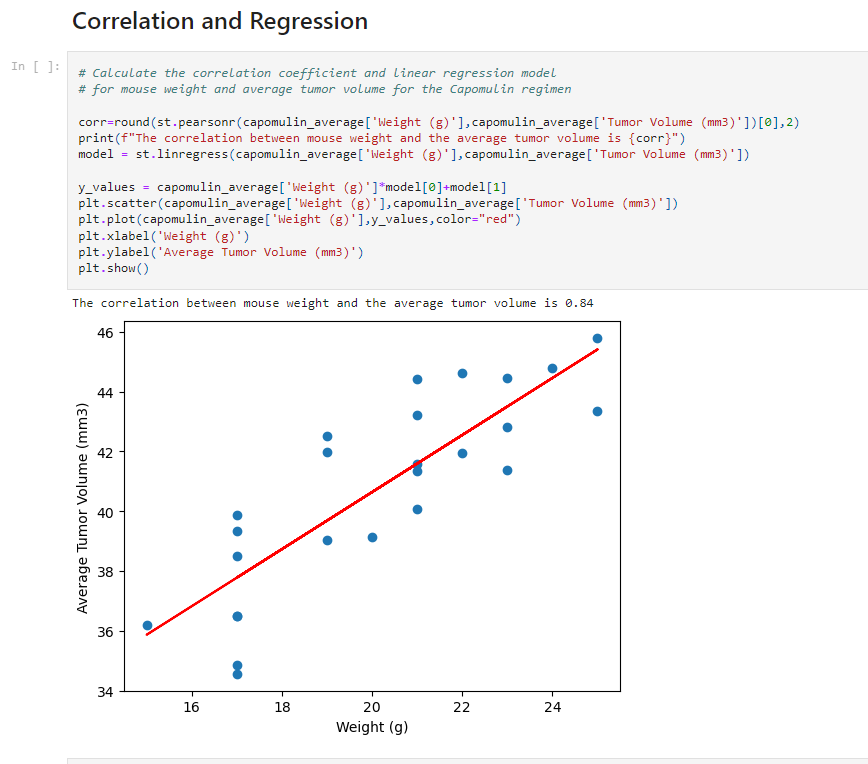 Correlation and Regression
In [ ]:
# Calculate the correlation coefficient and linear regression model
# for mouse weight and average tumor volume for the Capomulin regimen
corr=round(st.pearsonr(capomulin_average['Weight (g)'],capomulin_average['Tumor Volume (mm3)'])[0],2)
print(f"The correlation between mouse weight and the average tumor volume is {corr}")
model = st.linregress(capomulin_average['Weight (g)'],capomulin_average['Tumor Volume (mm3)'])
y_values = capomulin_average['Weight (g)']*model[0]+model[1]
plt.scatter(capomulin_average['Weight (g)'],capomulin_average['Tumor Volume (mm3)'])
plt.plot(capomulin_average['Weight (g)'],y_values,color="red")
plt.xlabel('Weight (g)')
plt.ylabel('Average Tumor Volume (mm3)')
plt.show()
The correlation between mouse weight and the average tumor volume is 0.84
Average Tumor Volume (mm3)
46
44
42
40
38
36
34
16 18 20 22 24
Weight (g)